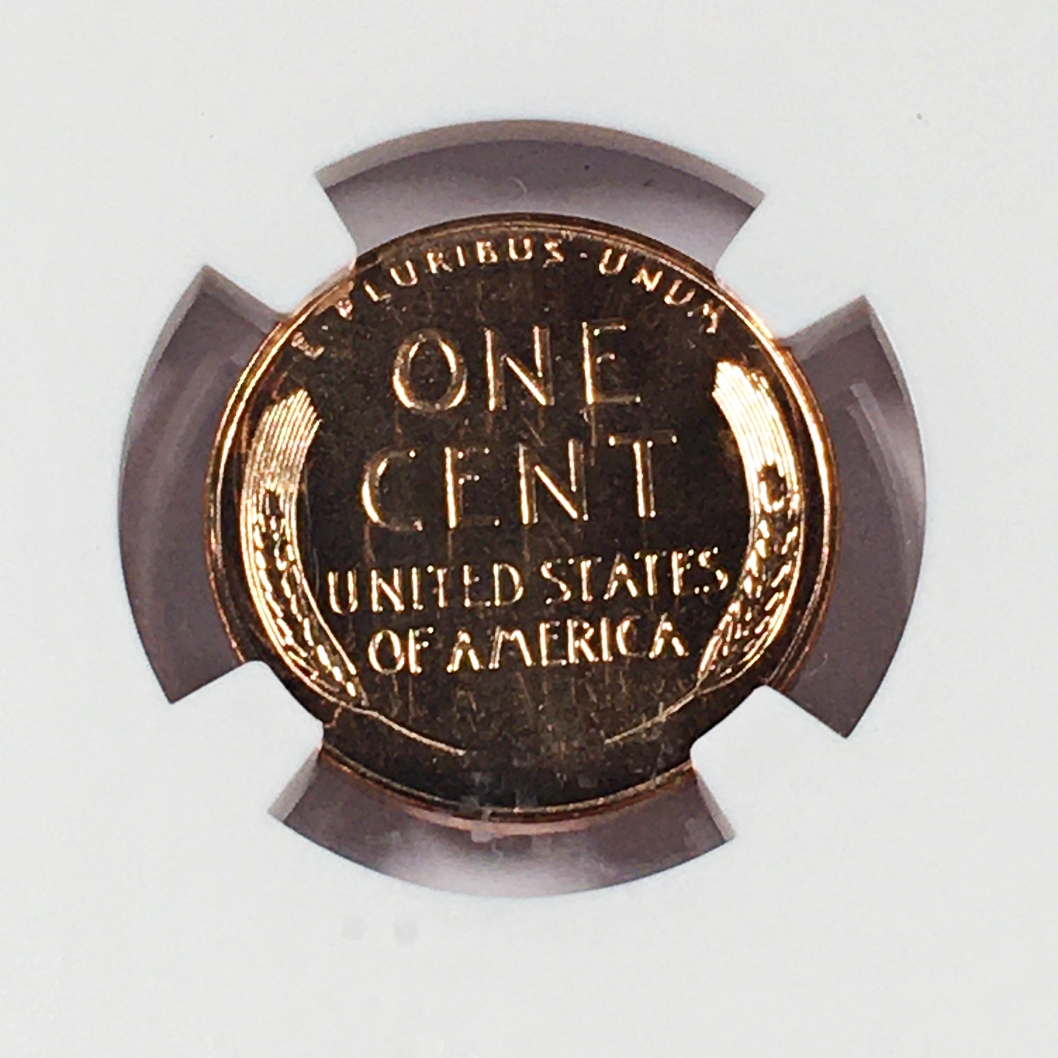 E · PLURIBUS · UNUM
ONE
CENT
UNITED STATES
OF AMERICA